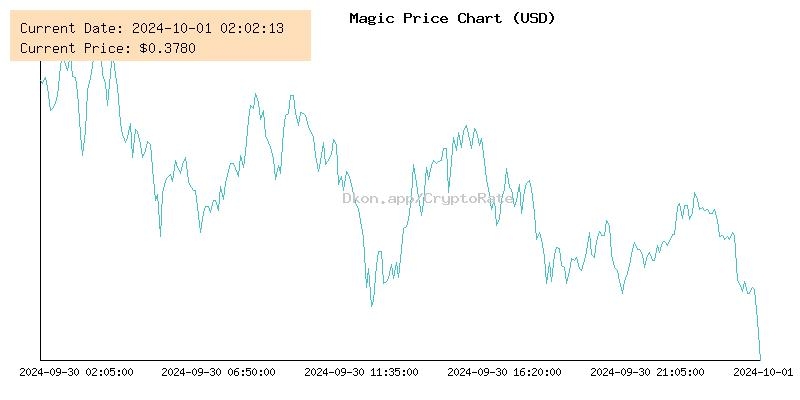 Magic Price Chart (USD)
Current Date: 2024-10-01 02:02:13
Current Price: $0.3780
Dkon.app/CryptoRate
2024-09-30 02:05:00 2024-09-30 06:50:00 2024-09-30 11:35:00 2024-09-30 16:20:00 2024-09-30 21:05:00 2024-10-01